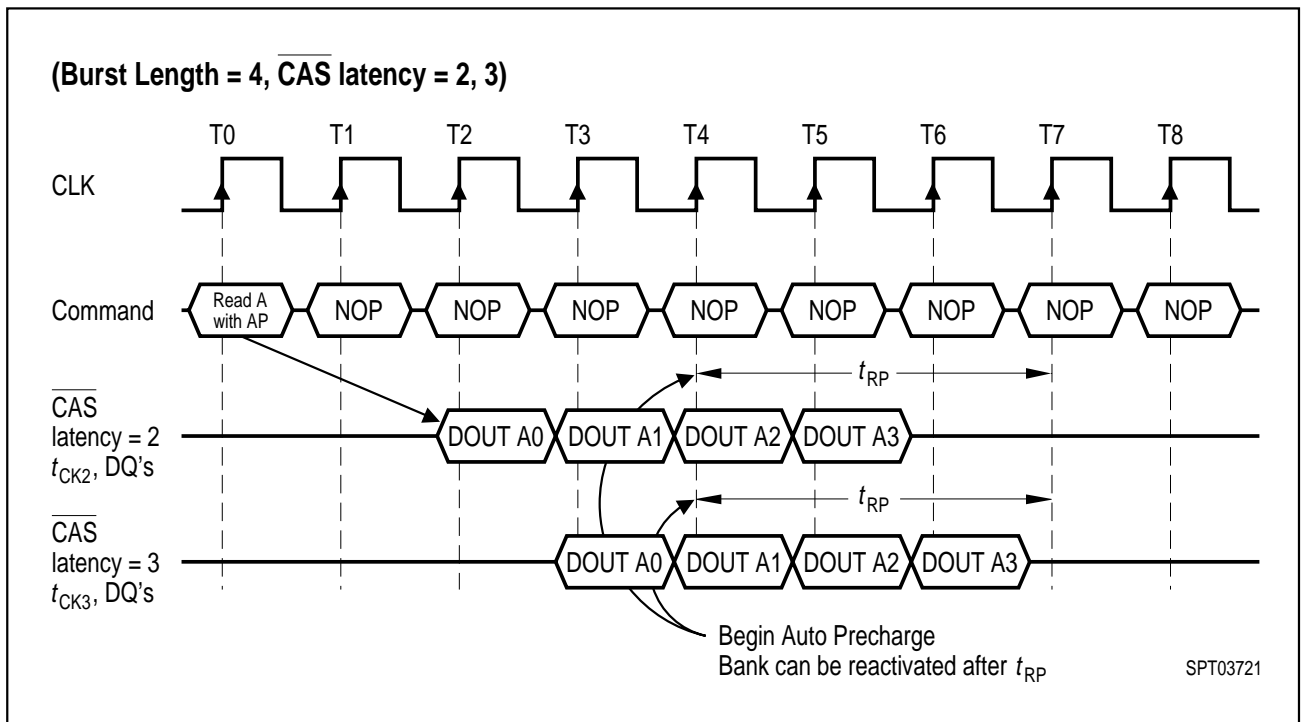 (Burst Length = 4, CAS latency = 2, 3)
T0 T1 T2 T3 T4 T5 T6 T7 T8
CLK
Command Read A with AP NOP NOP NOP NOP NOP NOP NOP NOP
tRP
CAS
latency = 2
tCK2, DQ's
DOUT A0 DOUT A1 DOUT A2 DOUT A3
tRP
CAS
latency = 3
tCK3, DQ's
DOUT A0 DOUT A1 DOUT A2 DOUT A3
Begin Auto Precharge
Bank can be reactivated after tRP
SPT03721